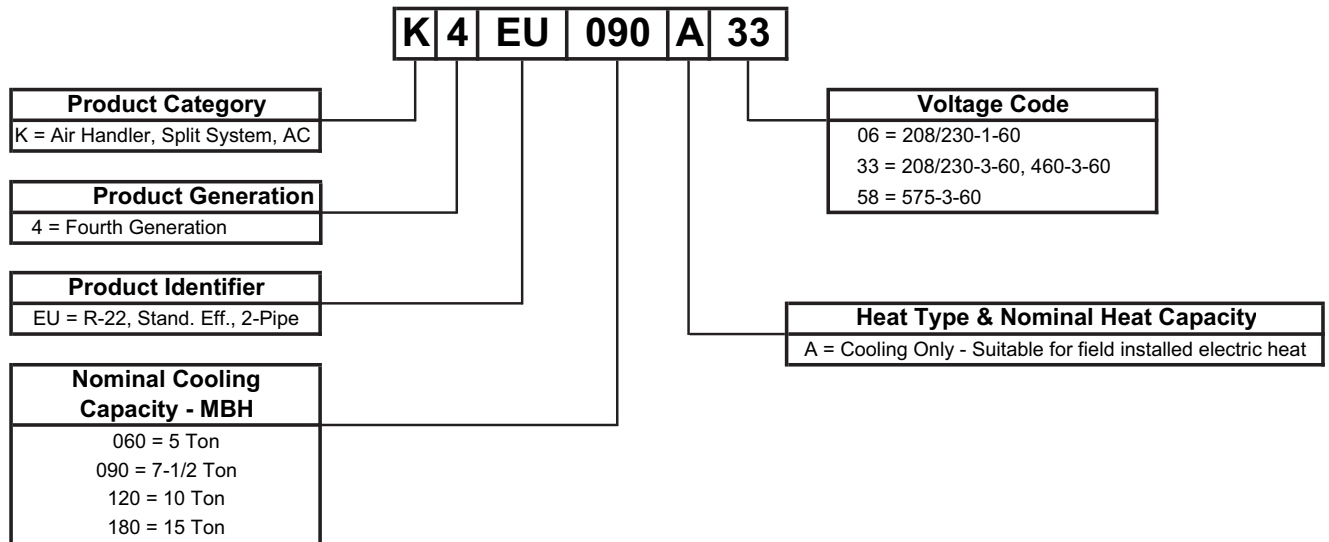 K 4 EU 090 A 33
Product Category
K = Air Handler, Split System, AC
Product Generation
4 = Fourth Generation
Product Identifier
EU = R-22, Stand. Eff., 2-Pipe
Nominal Cooling
Capacity - MBH
060 = 5 Ton
090 = 7-1/2 Ton
120 = 10 Ton
180 = 15 Ton
Voltage Code
06 = 208/230-1-60
33 = 208/230-3-60, 460-3-60
58 = 575-3-60
Heat Type & Nominal Heat Capacity
A = Cooling Only - Suitable for field installed electric heat